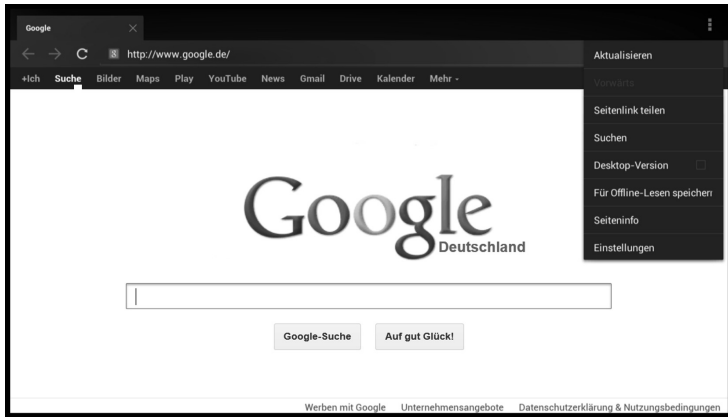 Google
http://www.google.de/
+Ich Suche Bilder Maps Play YouTube News Gmail Drive Kalender Mehr
Aktualisieren
Vorwärts
Seitenlink teilen
Suchen
Desktop-Version
Für Offline-Lesen speichern
Seiteninfo
Einstellungen
Google
Deutschland
Google-Suche Auf gut Glück!
Werben mit Google Unternehmensangebote Datenschutzerklärung & Nutzungsbedingungen